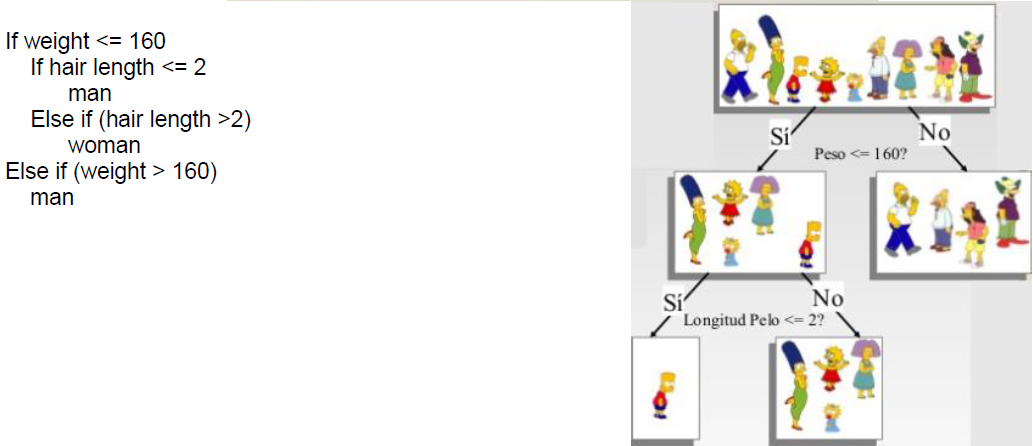 If weight <= 160
If hair length <= 2
man
Else if (hair length >2)
woman
Else if (weight > 160)
man
Sí
No
Peso <= 160?
Sí
No
Longitud Pelo <= 2?